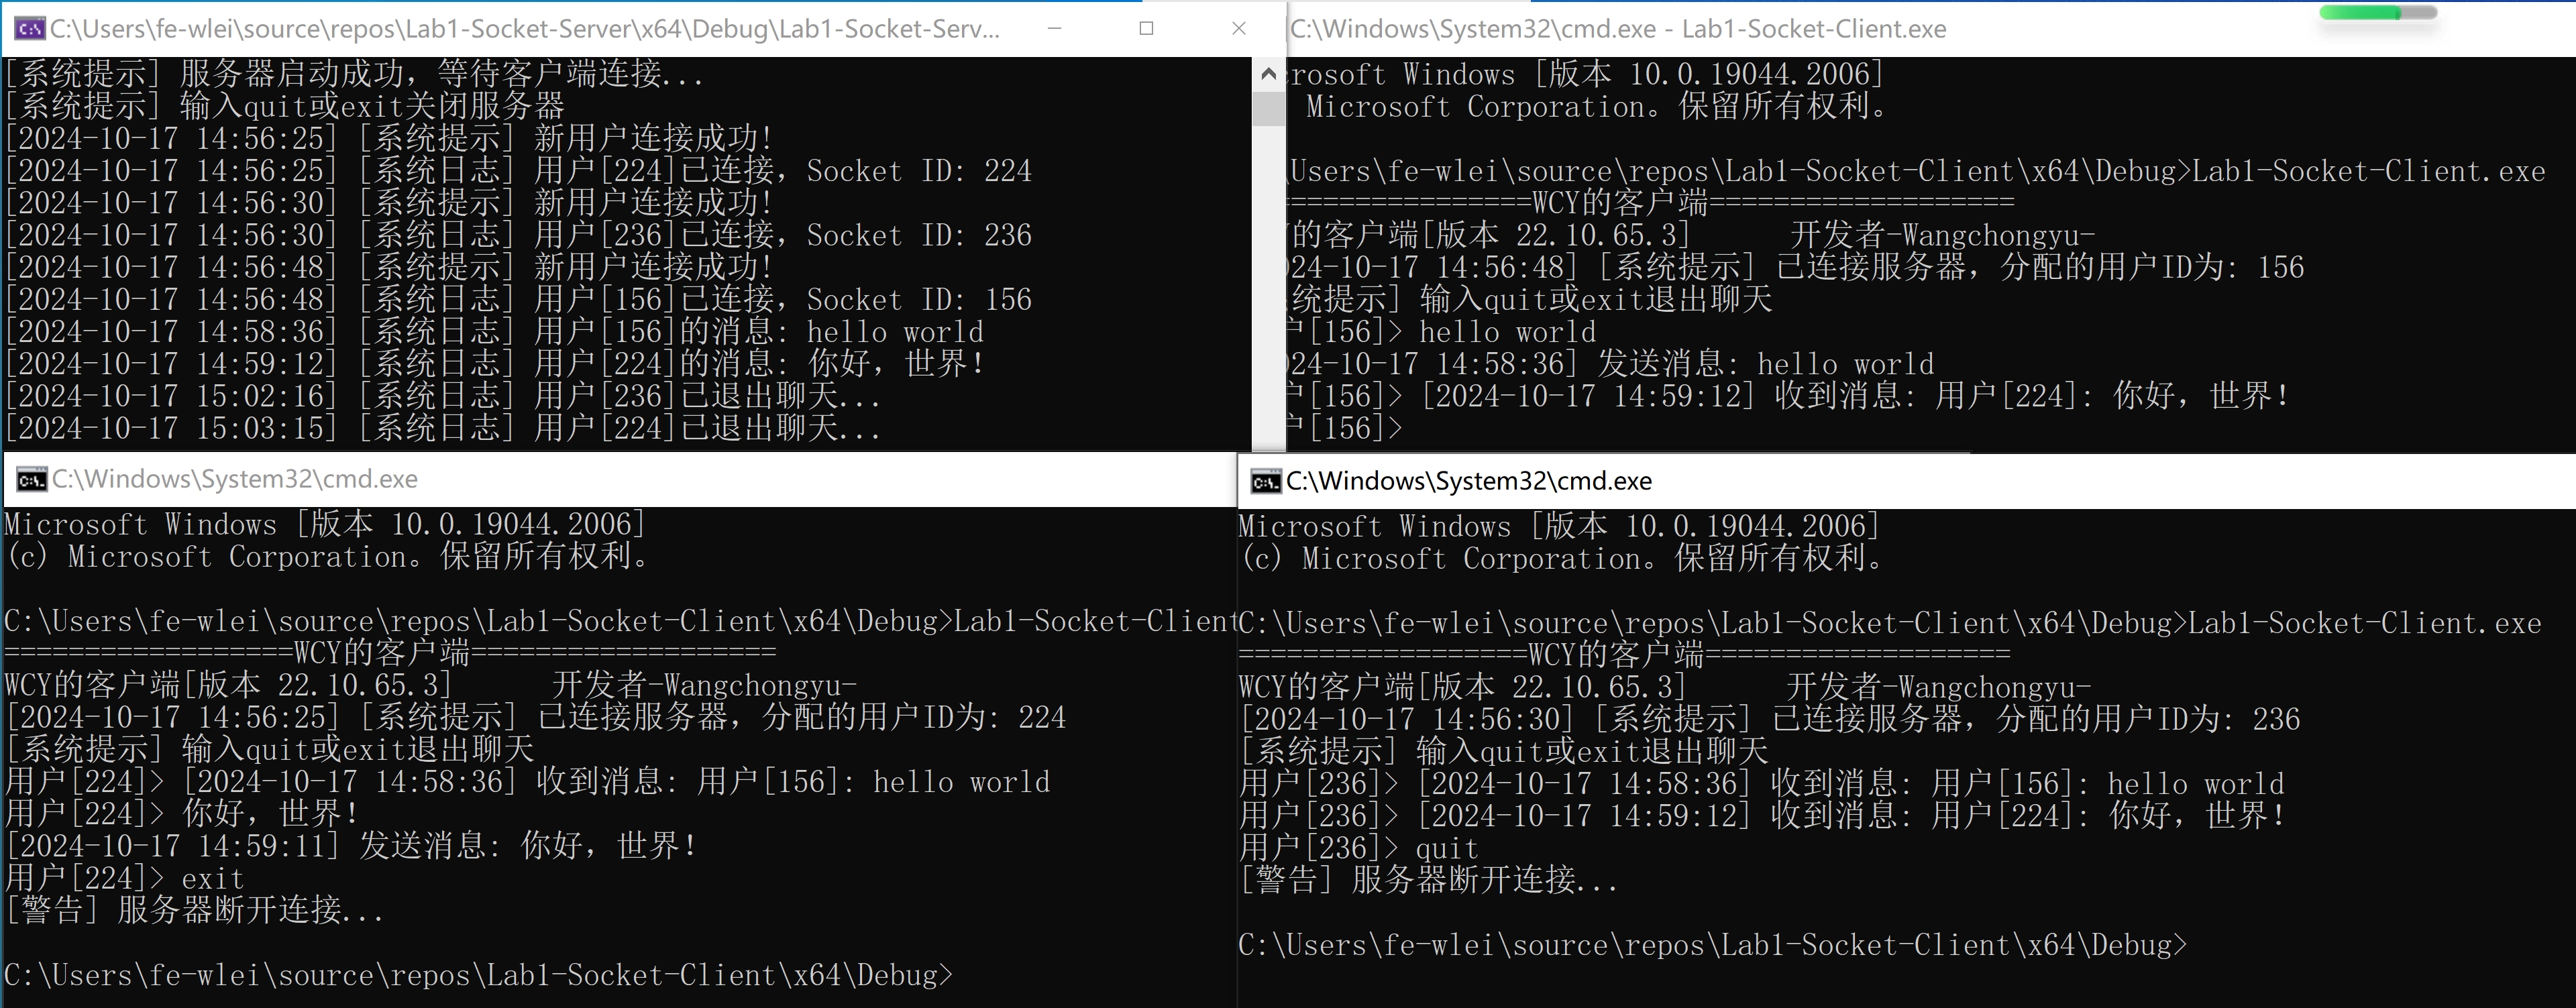 C:\Users\fe-wlei\source\repos\Lab1-Socket-Server\x64\Debug\Lab1-Socket-Serv...
[系统提示] 服务器启动成功，等待客户端连接...
[系统提示] 输入quit或exit关闭服务器
[2024-10-17 14:56:25] [系统提示] 新用户连接成功!
[2024-10-17 14:56:25] [系统日志] 用户[224]已连接，Socket ID: 224
[2024-10-17 14:56:30] [系统提示] 新用户连接成功!
[2024-10-17 14:56:30] [系统日志] 用户[236]已连接，Socket ID: 236
[2024-10-17 14:56:48] [系统提示] 新用户连接成功!
[2024-10-17 14:56:48] [系统日志] 用户[156]已连接，Socket ID: 156
[2024-10-17 14:58:36] [系统日志] 用户[156]的消息: hello world
[2024-10-17 14:59:12] [系统日志] 用户[224]的消息: 你好，世界!
[2024-10-17 15:02:16] [系统日志] 用户[236]已退出聊天...
[2024-10-17 15:03:15] [系统日志] 用户[224]已退出聊天...
C:\Windows\System32\cmd.exe - Lab1-Socket-Client.exe
rosoft Windows [版本 10.0.19044.2006]
Microsoft Corporation。保留所有权利。
\Users\fe-wlei\source\repos\Lab1-Socket-Client\x64\Debug>Lab1-Socket-Client.exe
===============WCY的客户端===================
的客户端[版本 22.10.65.3]      开发者-Wangchongyu-
24-10-17 14:56:48] [系统提示] 已连接服务器，分配的用户ID为: 156
统提示] 输入quit或exit退出聊天
户[156]> hello world
24-10-17 14:58:36] 发送消息: hello world
户[156]> [2024-10-17 14:59:12] 收到消息: 用户[224]: 你好，世界!
户[156]>
C:\Windows\System32\cmd.exe
Microsoft Windows [版本 10.0.19044.2006]
(c) Microsoft Corporation。保留所有权利。
C:\Users\fe-wlei\source\repos\Lab1-Socket-Client\x64\Debug>Lab1-Socket-Client
==================WCY的客户端===================
WCY的客户端[版本 22.10.65.3]      开发者-Wangchongyu-
[2024-10-17 14:56:25] [系统提示] 已连接服务器，分配的用户ID为: 224
[系统提示] 输入quit或exit退出聊天
用户[224]> [2024-10-17 14:58:36] 收到消息: 用户[156]: hello world
用户[224]> 你好，世界!
[2024-10-17 14:59:11] 发送消息: 你好，世界!
用户[224]> exit
[警告] 服务器断开连接...
C:\Users\fe-wlei\source\repos\Lab1-Socket-Client\x64\Debug>
C:\Windows\System32\cmd.exe
Microsoft Windows [版本 10.0.19044.2006]
(c) Microsoft Corporation。保留所有权利。
C:\Users\fe-wlei\source\repos\Lab1-Socket-Client\x64\Debug>Lab1-Socket-Client.exe
==================WCY的客户端===================
WCY的客户端[版本 22.10.65.3]      开发者-Wangchongyu-
[2024-10-17 14:56:30] [系统提示] 已连接服务器，分配的用户ID为: 236
[系统提示] 输入quit或exit退出聊天
用户[236]> [2024-10-17 14:58:36] 收到消息: 用户[156]: hello world
用户[236]> [2024-10-17 14:59:12] 收到消息: 用户[224]: 你好，世界!
用户[236]> quit
[警告] 服务器断开连接...
C:\Users\fe-wlei\source\repos\Lab1-Socket-Client\x64\Debug>